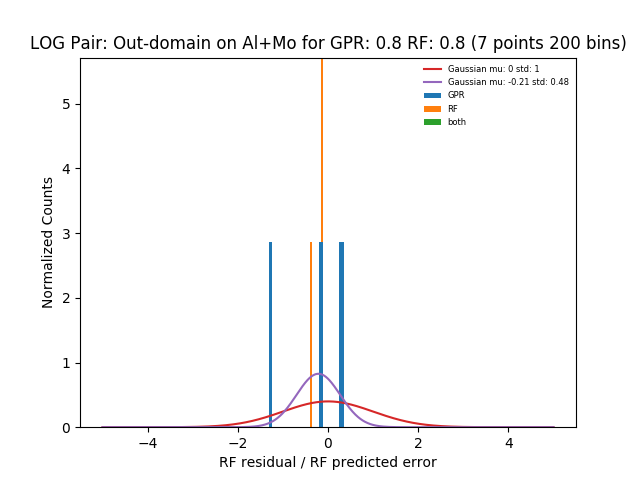 LOG Pair: Out-domain on Al+Mo for GPR: 0.8 RF: 0.8 (7 points 200 bins)
Gaussian mu: 0 std: 1
Gaussian mu: -0.21 std: 0.48
GPR
RF
both
Normalized Counts
5
4
3
2
1
0
−4
−2
0
2
4
RF residual / RF predicted error